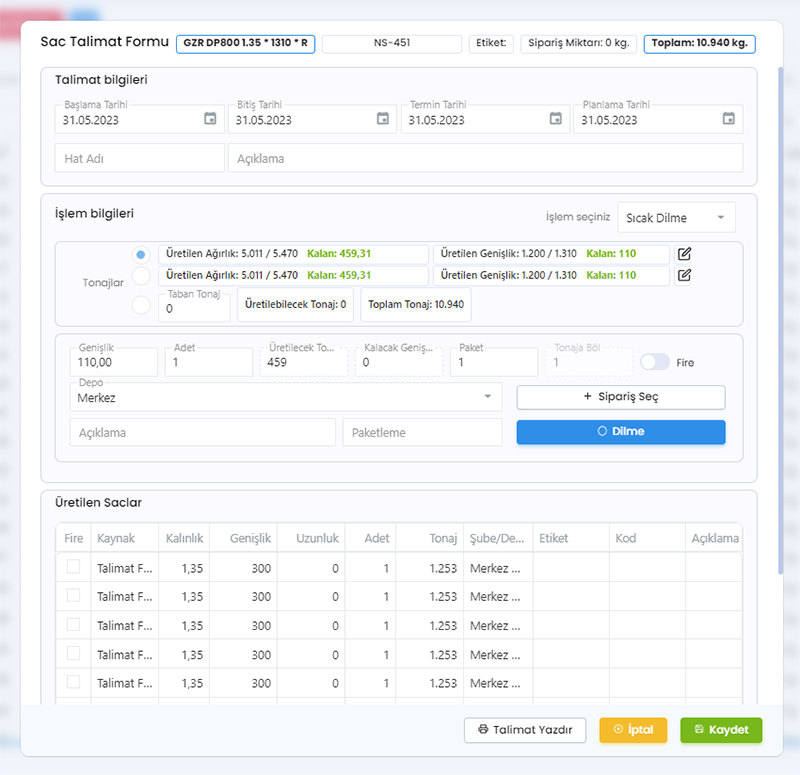 Sac Talimat Formu GZR DP800 1.35 * 1310 * R NS-451 Etiket: Sipariş Miktarı: 0 kg. Toplam: 10.940 kg.
Talimat bilgileri
Başlama Tarihi Bitiş Tarihi Termin Tarihi Planlama Tarihi
31.05.2023 31.05.2023 31.05.2023 31.05.2023
Hat Adı Açıklama
İşlem bilgileri
İşlem seçiniz Sıcak Dilme
Üretilen Ağırlık: 5.011 / 5.470 Kalan: 459,31 Üretilen Genişlik: 1.200 / 1.310 Kalan: 110
Üretilen Ağırlık: 5.011 / 5.470 Kalan: 459,31 Üretilen Genişlik: 1.200 / 1.310 Kalan: 110
Tonajlar
Taban Tonaj
0 Üretilebilecek Tonaj: 0 Toplam Tonaj: 10.940
Genişlik Adet Üretilecek To... Kalacak Geniş... Paket Tonaja Böl
110,00 1 459 0 1 1 Fire
Depo
Merkez + Sipariş Seç
Açıklama Paketleme Dilme
Üretilen Saclar
Fire Kaynak Kalınlık Genişlik Uzunluk Adet Tonaj Şube/De... Etiket Kod Açıklama
Talimat F... 1,35 300 0 1 1.253 Merkez ...
Talimat F... 1,35 300 0 1 1.253 Merkez ...
Talimat F... 1,35 300 0 1 1.253 Merkez ...
Talimat F... 1,35 300 0 1 1.253 Merkez ...
Talimat F... 1,35 300 0 1 1.253 Merkez ...
Talimat Yazdır İptal Kaydet